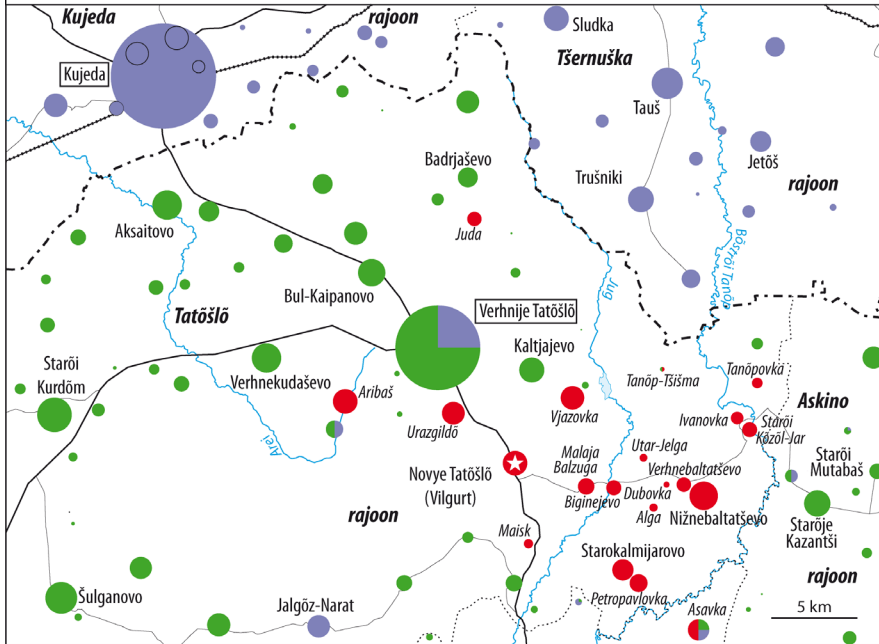 Kujeda
rajoon
Sludka
Tšernuška
Kujeda
Tauš
Badrjaševo
Jetõš
Trušniki
rajoon
Aksaitovo
Juda
Bõstrõi Tanõp
Jug
Bul-Kaipanovo
Tatõšlõ
Verhnije Tatõšlõ
Kaltjajevo
Starõi
Kurdõm
Verhnekudaševo
Tanõp-Tšišma
Tanõpovka
Aribaš
Askino
Vjazovka
Ivanovka
Urazgildõ
Starõi
Kõzõl-Jar
Arei
Malaja
Balzuga
Utar-Jelga
Starõi
Mutabaš
Novye Tatõšlõ
(Vilgurt)
Verhnebaltatševo
Biginejevo
Dubovka
Alga
Nižnebaltatševo
rajoon
Staroje
Kazantši
Maisk
Starokalmijarovo
rajoon
Šulganovo
Jalgõz-Narat
Petropavlovka
Asavka
5 km